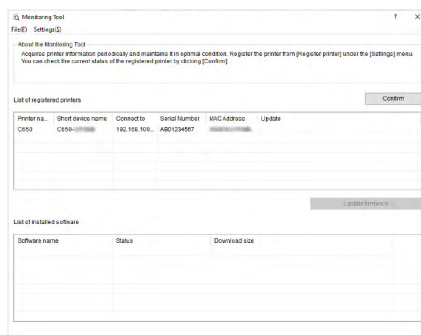 Monitoring Tool
File(F) Settings(S)
About the Monitoring Tool
Acquires printer information periodically and maintains it in optimal condition. Register the printer from [Register printer] under the [Settings] menu.
You can check the current status of the registered printer by clicking [Confirm].
List of registered printers
Confirm
Printer na... Short device name Connect to Serial Number MAC Address Update
C650 C650- 192.168.100... AB01234567
Update firmware
List of installed software
Software name Status Download size